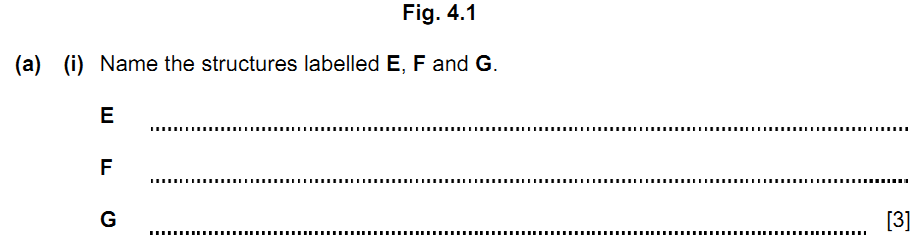 Fig. 4.1
(a) (i) Name the structures labelled E, F and G.
E
F
G [3]